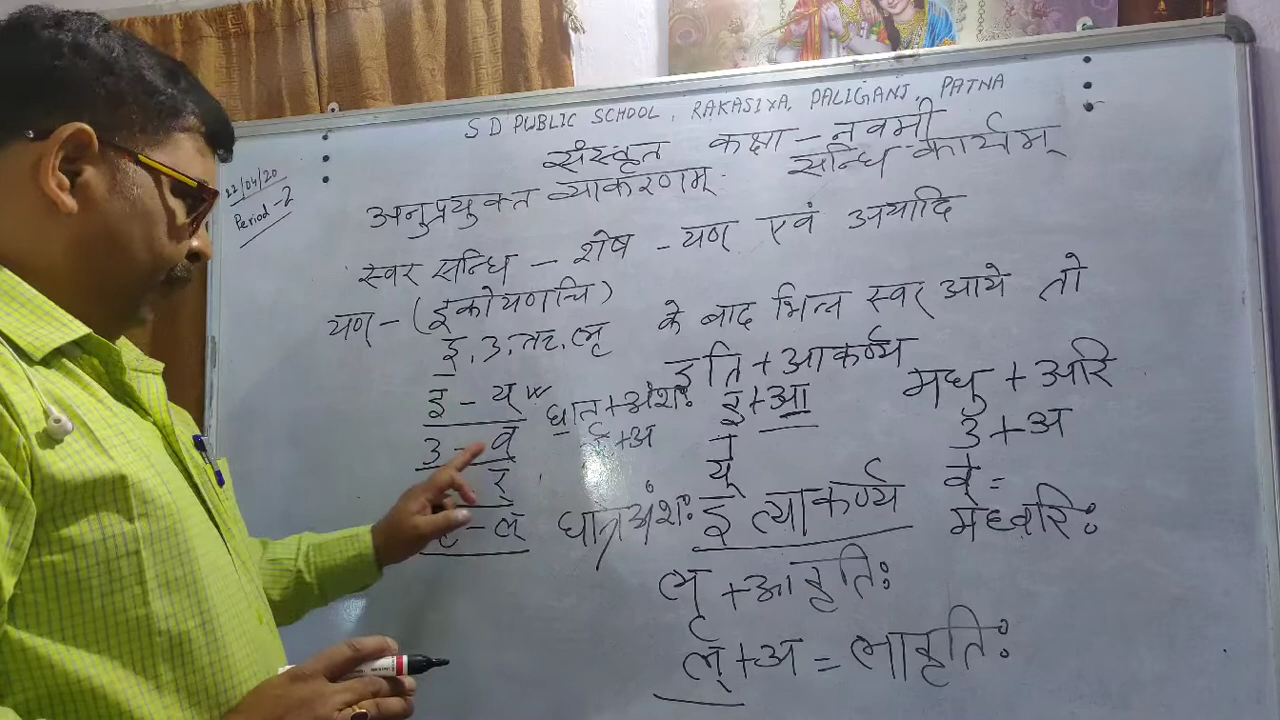 S D PUBLIC SCHOOL, RAKASIYA, PALIGANJ, PATNA
22/04/20
Period-2
संस्कृत कक्षा - नवमी
अनुप्रयुक्त व्याकरणम् सन्धि-कार्यम्
स्वर सन्धि - शेष - यण् एवं अयादि
यण् - (इकोयणचि)
इ, उ, ऋ, लृ के बाद भिन्न स्वर आये तो
इ - य्
उ - व्
र्
लृ - ल्
धातृ + अंशः
ृ + अ
धात्रअंशः
इति + आकर्ण्य
इ + आ
य्
इत्याकर्ण्य
मधु + अरि
उ + अ
व् =
मध्वरिः
लृ + आकृतिः
ल् + अ = लाकृतिः